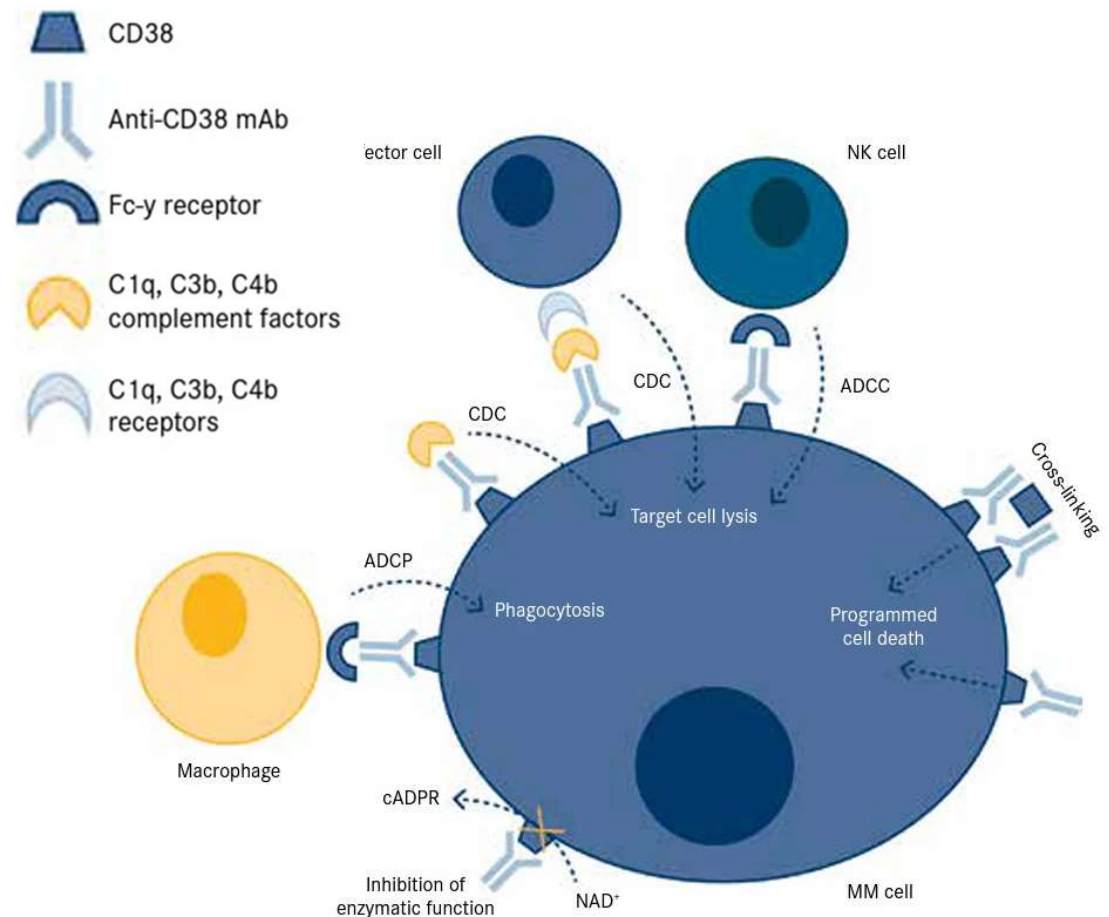 CD38
Anti-CD38 mAb
Fc-y receptor
C1q, C3b, C4b
complement factors
C1q, C3b, C4b
receptors
ector cell
NK cell
CDC
ADCC
CDC
Cross-linking
Target cell lysis
ADCP
Phagocytosis
Programmed
cell death
Macrophage
cADPR
Inhibition of
enzymatic function
NAD⁺
MM cell